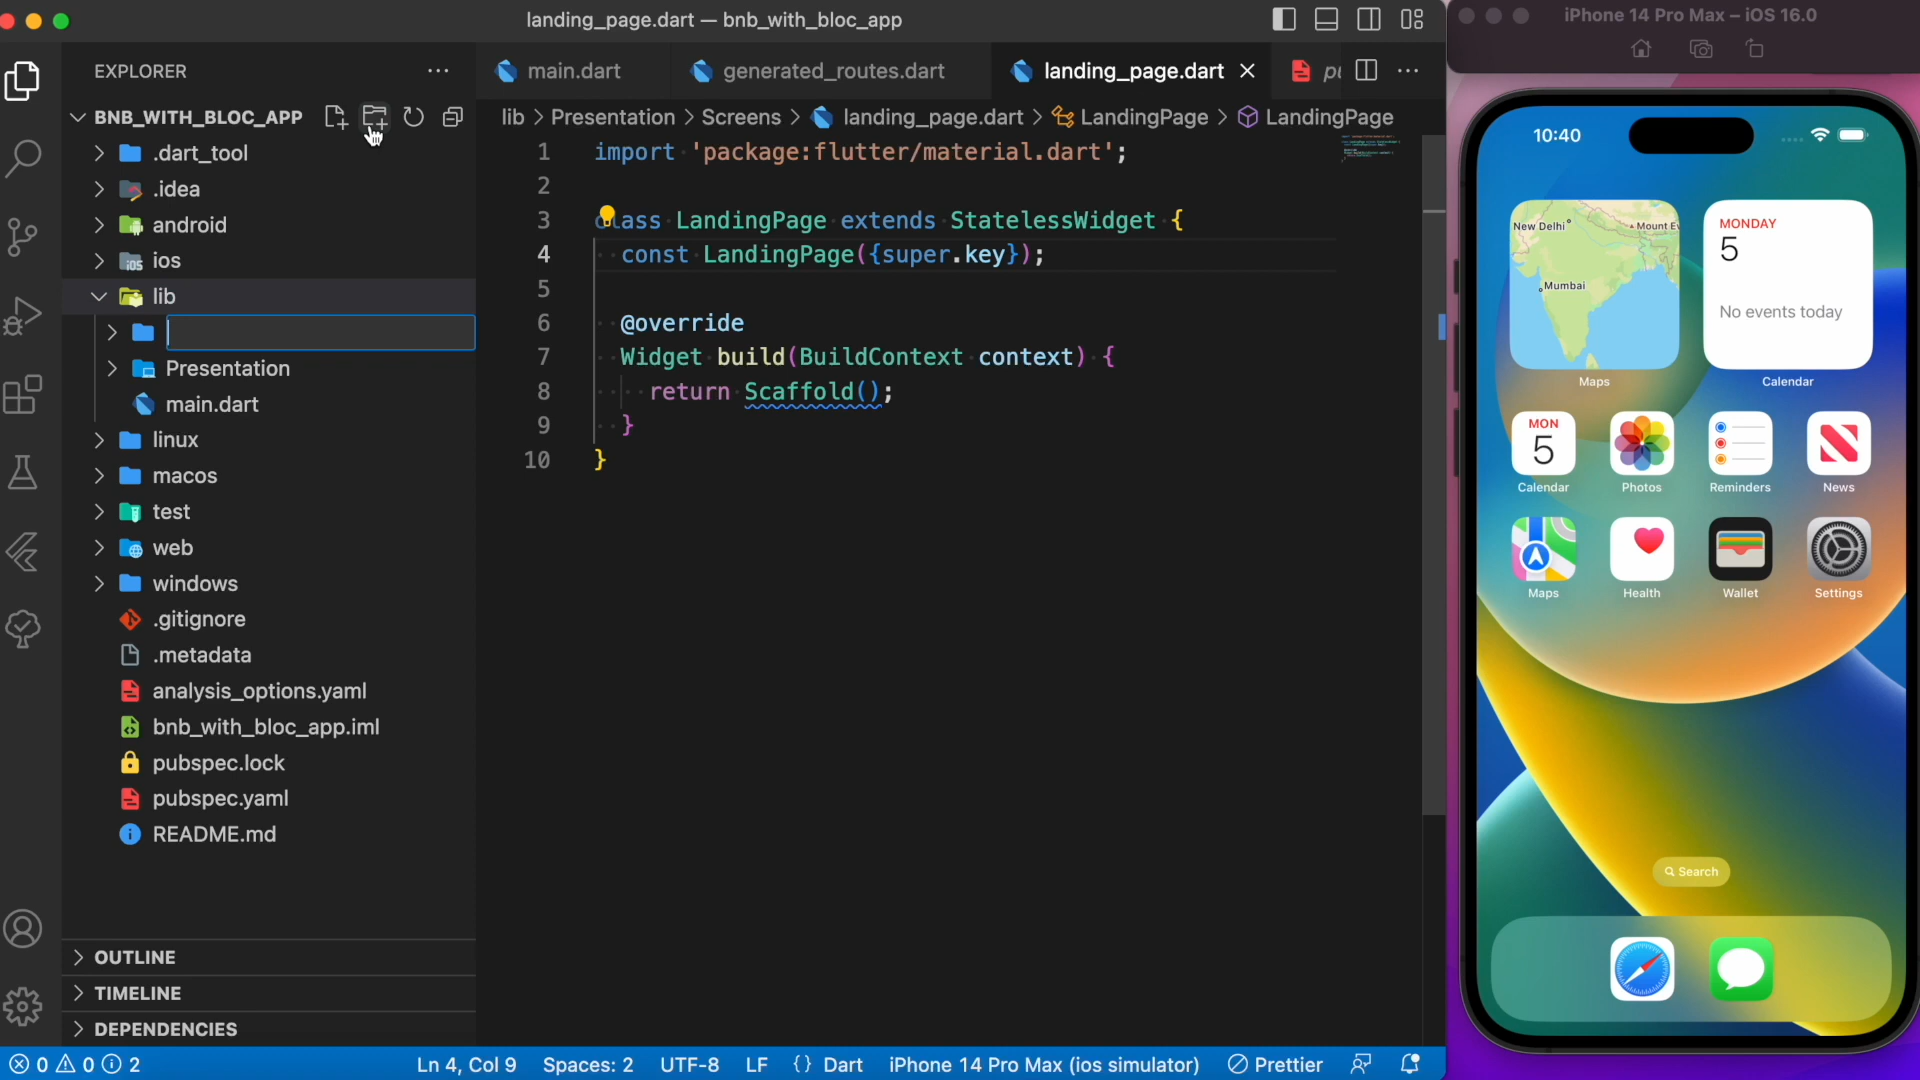 landing_page.dart — bnb_with_bloc_app
EXPLORER
BNB_WITH_BLOC_APP
.dart_tool
.idea
android
ios
lib
Presentation
main.dart
linux
macos
test
web
windows
.gitignore
.metadata
analysis_options.yaml
bnb_with_bloc_app.iml
pubspec.lock
pubspec.yaml
README.md
OUTLINE
TIMELINE
DEPENDENCIES
main.dart generated_routes.dart landing_page.dart
lib > Presentation > Screens > landing_page.dart > LandingPage > LandingPage
1 import 'package:flutter/material.dart';
2
3 class LandingPage extends StatelessWidget {
4 const LandingPage({super.key});
5
6 @override
7 Widget build(BuildContext context) {
8 return Scaffold();
9 }
10 }
0 0 2 Ln 4, Col 9 Spaces: 2 UTF-8 LF {} Dart iPhone 14 Pro Max (ios simulator) Prettier
iPhone 14 Pro Max – iOS 16.0
10:40
New Delhi
Mount Ev
Mumbai
Maps
MONDAY
5
No events today
Calendar
MON
5
Calendar Photos Reminders News
Maps Health Wallet Settings
Search